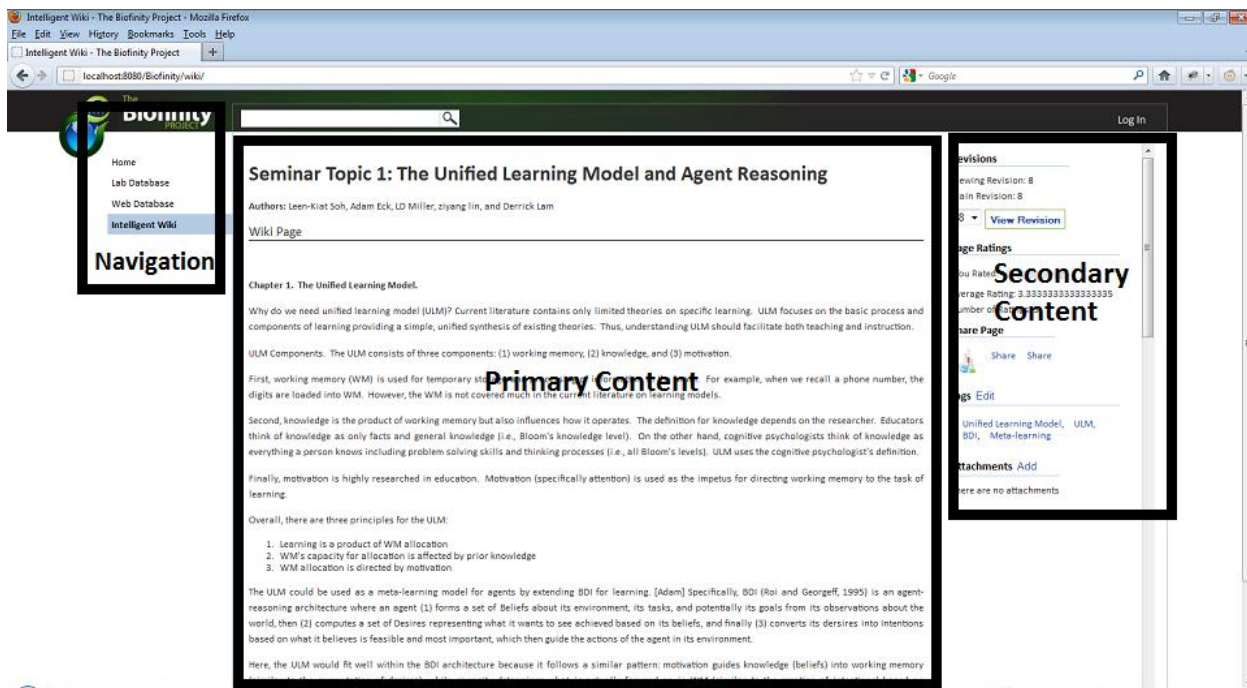 Intelligent Wiki - The Biofinity Project - Mozilla Firefox
File Edit View History Bookmarks Tools Help
Intelligent Wiki - The Biofinity Project +
localhost:8080/Biofinity/wiki/
Google
The
Biofinity
PROJECT
Log In
Home
Lab Database
Web Database
Intelligent Wiki
Navigation
Seminar Topic 1: The Unified Learning Model and Agent Reasoning
Authors: Leen-Kiat Soh, Adam Eck, LD Miller, ziyang lin, and Derrick Lam
Wiki Page
Chapter 1. The Unified Learning Model.
Why do we need unified learning model (ULM)? Current literature contains only limited theories on specific learning. ULM focuses on the basic process and
components of learning providing a simple, unified synthesis of existing theories. Thus, understanding ULM should facilitate both teaching and instruction.
ULM Components. The ULM consists of three components: (1) working memory, (2) knowledge, and (3) motivation.
First, working memory (WM) is used for temporary For example, when we recall a phone number, the
Primary Content
digits are loaded into WM. However, the WM is not covered much in the current literature on learning models.
Second, knowledge is the product of working memory but also influences how it operates. The definition for knowledge depends on the researcher. Educators
think of knowledge as only facts and general knowledge (i.e., Bloom's knowledge level). On the other hand, cognitive psychologists think of knowledge as
everything a person knows including problem solving skills and thinking processes (i.e., all Bloom's levels). ULM uses the cognitive psychologist's definition.
Finally, motivation is highly researched in education. Motivation (specifically attention) is used as the impetus for directing working memory to the task of
learning.
Overall, there are three principles for the ULM:
1. Learning is a product of WM allocation
2. WM's capacity for allocation is affected by prior knowledge
3. WM allocation is directed by motivation
The ULM could be used as a meta-learning model for agents by extending BDI for learning. [Adam] Specifically, BDI (Roi and Georgeff, 1995) is an agent-
reasoning architecture where an agent (1) forms a set of Beliefs about its environment, its tasks, and potentially its goals from its observations about the
world, then (2) computes a set of Desires representing what it wants to see achieved based on its beliefs, and finally (3) converts its dersires into Intentions
based on what it believes is feasible and most important, which then guide the actions of the agent in its environment.
Here, the ULM would fit well within the BDI architecture because it follows a similar pattern: motivation guides knowledge (beliefs) into working memory
evisions
ewing Revision: 8
ain Revision: 8
8 View Revision
age Ratings
ou Rated
Secondary
verage Rating: 3.3333333333333335
umber of
Content
hare Page
Share Share
gs Edit
Unified Learning Model, ULM,
BDI, Meta-learning
ttachments Add
here are no attachments